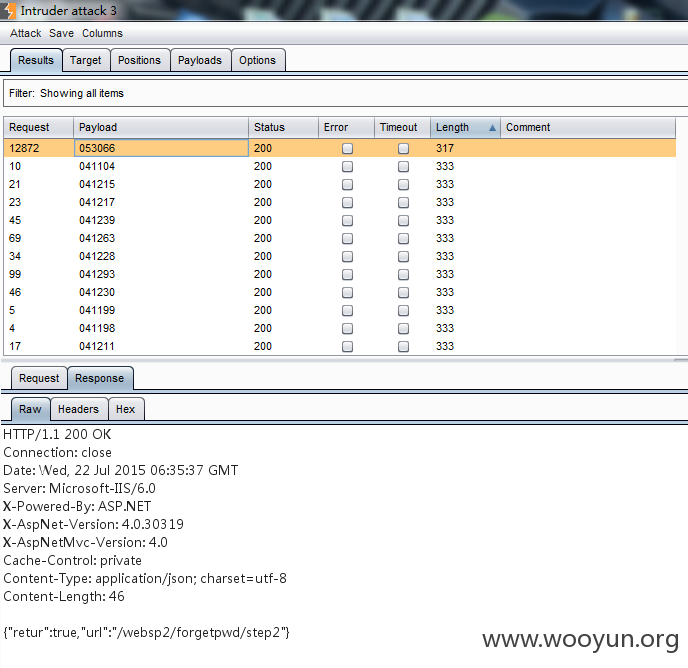 Intruder attack 3
Attack Save Columns
Results Target Positions Payloads Options
Filter: Showing all items
Request Payload Status Error Timeout Length Comment
12872 053066 200 317
10 041104 200 333
21 041215 200 333
23 041217 200 333
45 041239 200 333
69 041263 200 333
34 041228 200 333
99 041293 200 333
46 041230 200 333
5 041199 200 333
4 041198 200 333
17 041211 200 333
Request Response
Raw Headers Hex
HTTP/1.1 200 OK
Connection: close
Date: Wed, 22 Jul 2015 06:35:37 GMT
Server: Microsoft-IIS/6.0
X-Powered-By: ASP.NET
X-AspNet-Version: 4.0.30319
X-AspNetMvc-Version: 4.0
Cache-Control: private
Content-Type: application/json; charset=utf-8
Content-Length: 46
{"retur":true,"url":"/websp2/forgetpwd/step2"}
www.wooyun.org